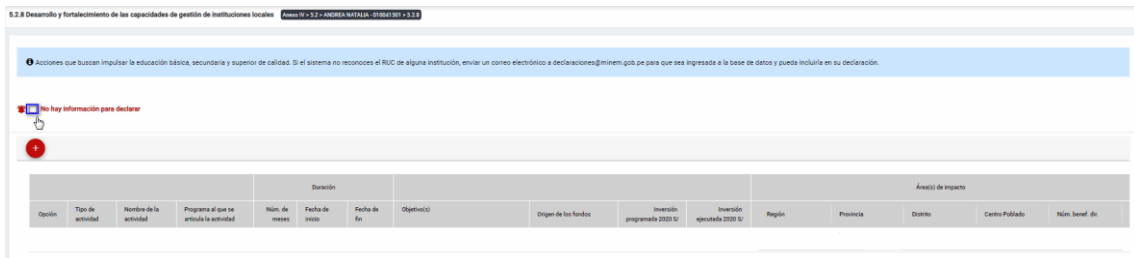 5.2.8 Desarrollo y fortalecimiento de las capacidades de gestión de instituciones locales Anexo IV > 5.2 > ANDREA NATALIA - 010041501 > 5.2.8
Acciones que buscan impulsar la educación básica, secundaria y superior de calidad. Si el sistema no reconoces el RUC de alguna institución, enviar un correo electrónico a declaraciones@minem.gob.pe para que sea ingresada a la base de datos y pueda incluirla en su declaración.
No hay información para declarar
+
Duración Área(s) de impacto
Opción Tipo de actividad Nombre de la actividad Programa al que se articula la actividad Núm. de meses Fecha de inicio Fecha de fin Objetivo(s) Origen de los fondos Inversión programada 2020 S/ Inversión ejecutada 2020 S/ Región Provincia Distrito Centro Poblado Núm. benef. dir.